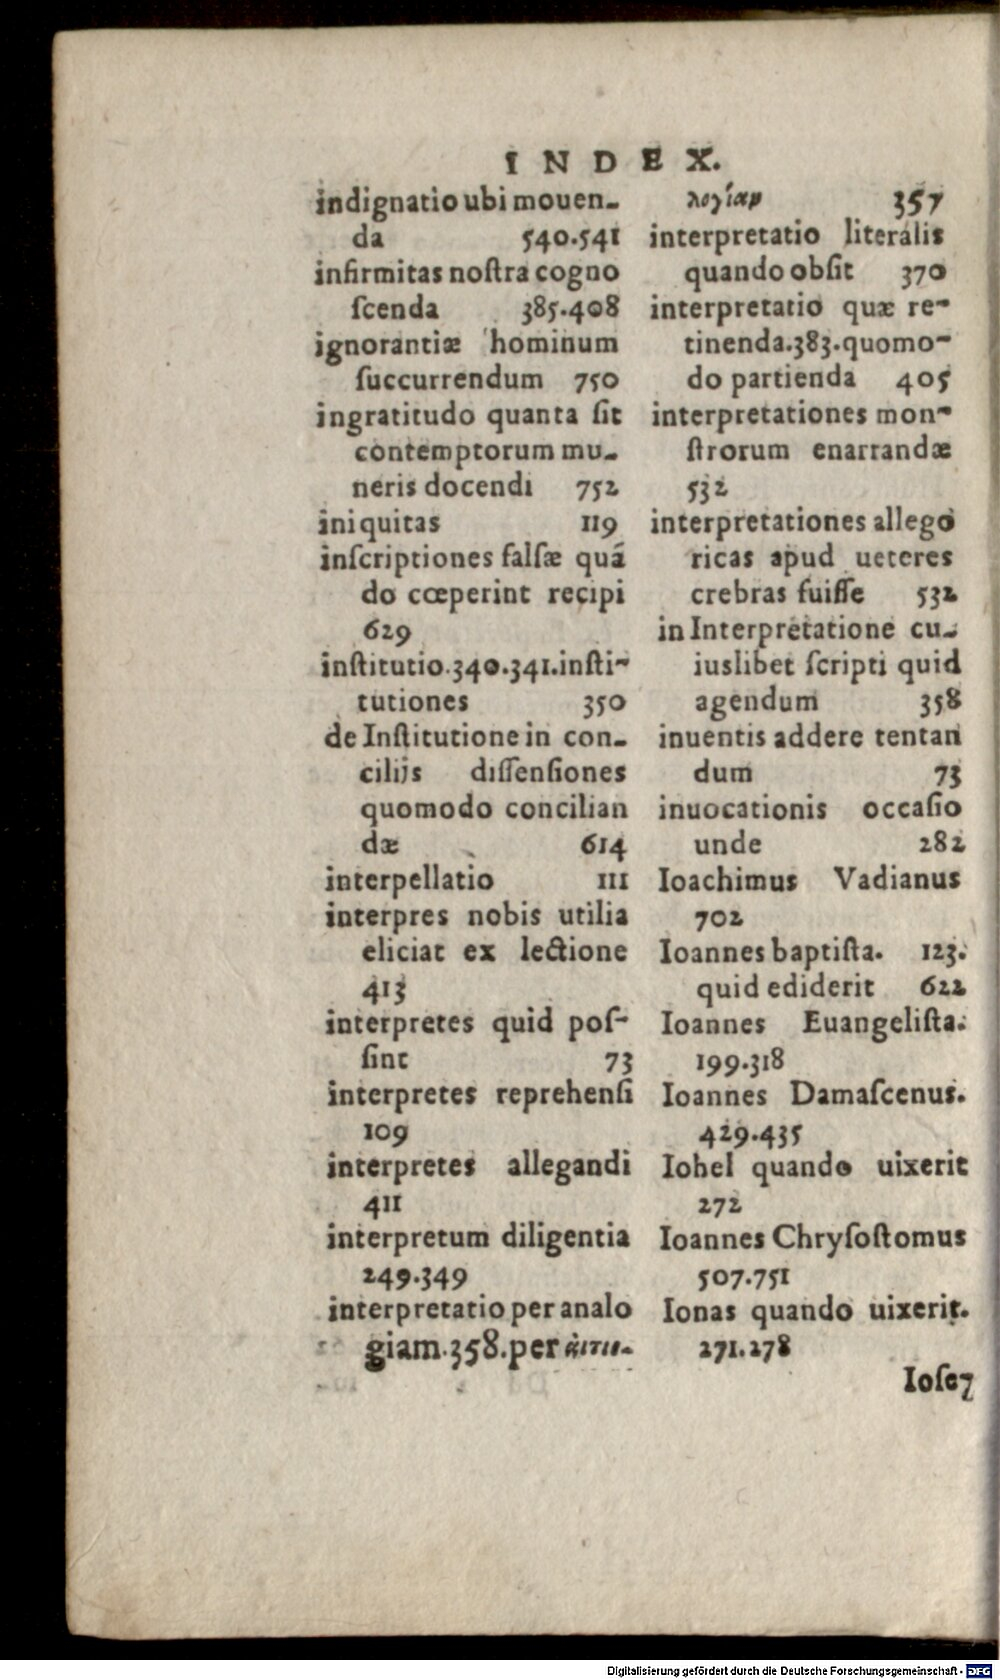 INDEX.
indignatio ubi mouen-
da 540.541
infirmitas noſtra cogno
ſcenda 385.408
ignorantiæ hominum
ſuccurrendum 750
ingratitudo quanta ſit
contemptorum mu-
neris docendi 752
iniquitas 119
inſcriptiones falſæ quã
do cœperint recipi
629
inſtitutio.340.341.inſti-
tutiones 350
de Inſtitutione in con-
cilijs diſſenſiones
quomodo concilian
dæ 614
interpellatio 111
interpres nobis utilia
eliciat ex lectione
413
interpretes quid poſ-
ſint 73
interpretes reprehenſi
109
interpretes allegandi
411
interpretum diligentia
249.349
interpretatio per analo
giam.358.per
λογίαν 357
interpretatio literalis
quando obſit 370
interpretatio quæ re-
tinenda.383.quomo-
do partienda 405
interpretationes mon-
ſtrorum enarrandæ
532
interpretationes allego
ricas apud ueteres
crebras fuiſſe 532
in Interpretatione cu-
iuslibet ſcripti quid
agendum 358
inuentis addere tentan
dum 73
inuocationis occaſio
unde 282
Ioachimus Vadianus
702
Ioannes baptiſta. 123.
quid ediderit 622
Ioannes Euangeliſta.
199.318
Ioannes Damaſcenus.
429.435
Iohel quando uixerit
272
Ioannes Chryſoſtomus
507.751
Ionas quando uixerit.
271.278
Digitalisierung gefördert durch die Deutsche Forschungsgemeinschaft - DFG